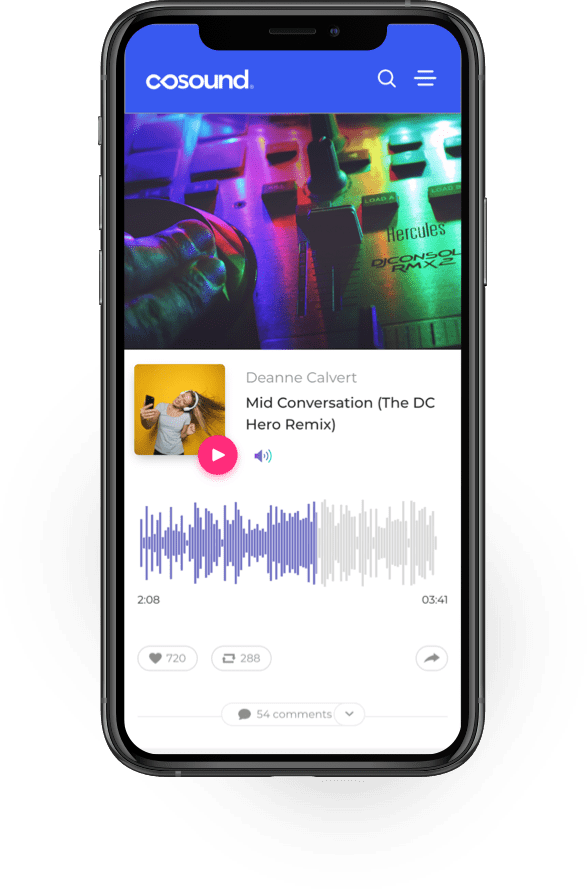 cosound®
LOAD A
LOAD B
Hercules
DJCONSOL
RMX2
Deanne Calvert
Mid Conversation (The DC
Hero Remix)
2:08
03:41
720
288
54 comments